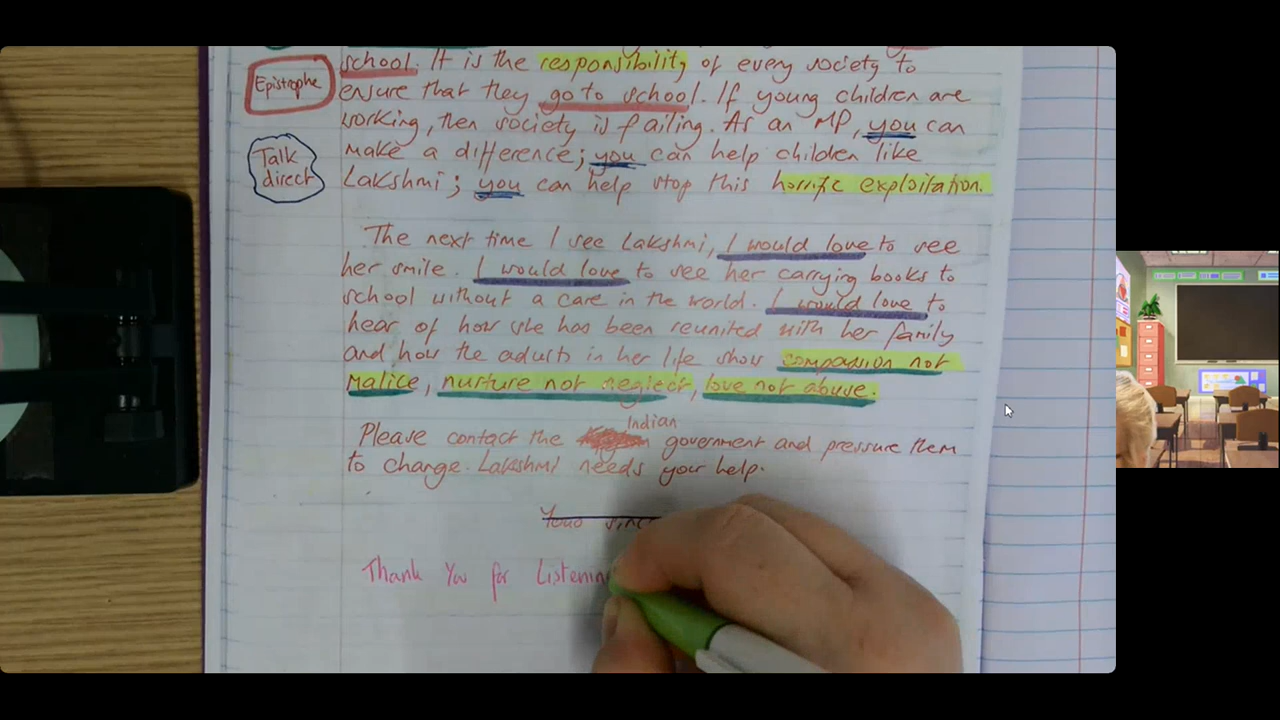 Epistrophe
Talk
direct
school. It is the responsibility of every society to
ensure that they go to school. If young children are
working, then society is failing. As an MP, you can
make a difference; you can help children like
Lakshmi; you can help stop this horrific exploitation.
The next time I see Lakshmi, I would love to see
her smile. I would love to see her carrying books to
school without a care in the world. I would love to
hear of how she has been reunited with her family
and how the adults in her life show compassion not
malice, nurture not neglect, love not abuse.
Please contact the Indian government and pressure them
to change. Lakshmi needs your help.
Thank You for Listening